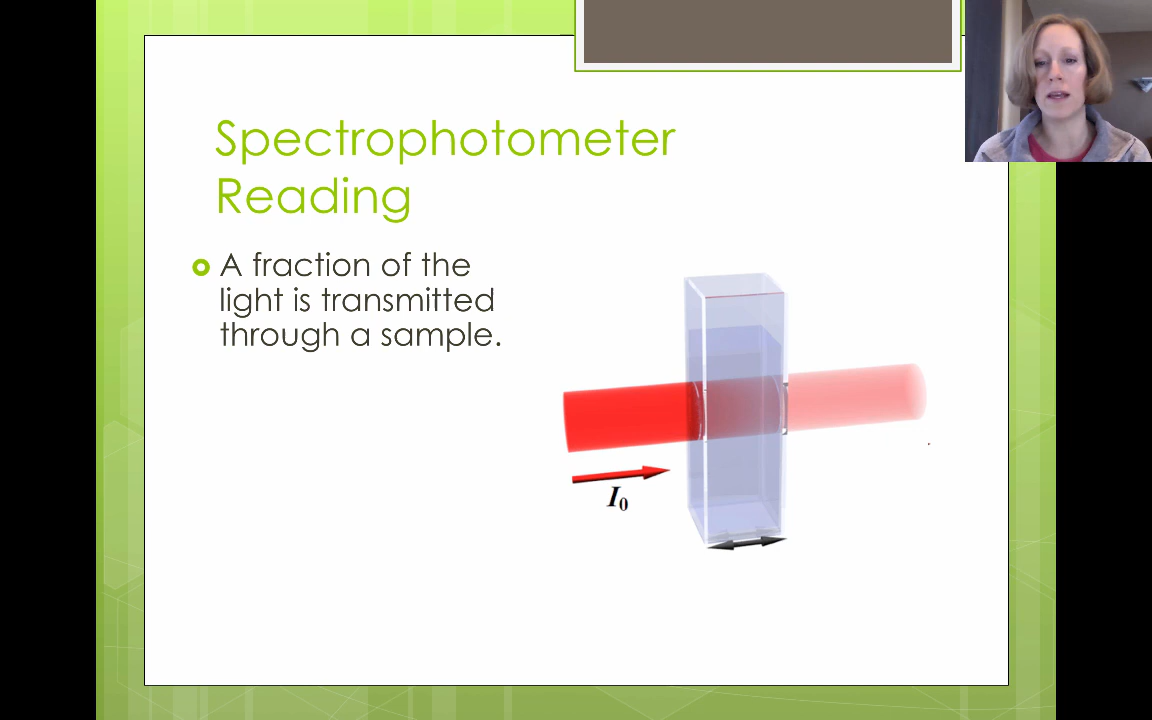 Spectrophotometer
Reading
A fraction of the
light is transmitted
through a sample.
I0